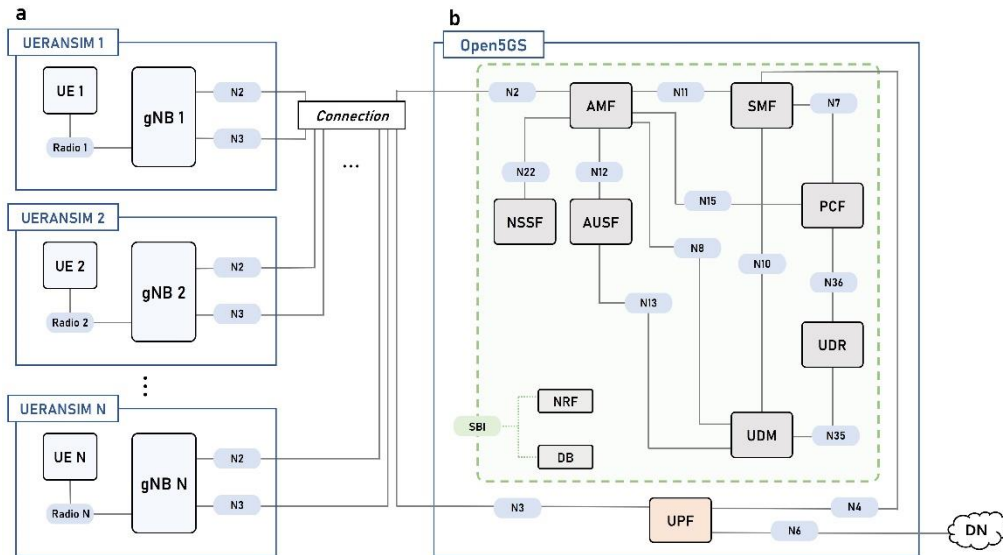 a
UERANSIM 1
UE 1
Radio 1
gNB 1
N2
N3
Connection
...
UERANSIM 2
UE 2
Radio 2
gNB 2
N2
N3
...
UERANSIM N
UE N
Radio N
gNB N
N2
N3
b
Open5GS
N2
AMF
N11
SMF
N7
N22
N12
N15
NSSF
AUSF
PCF
N8
N10
N36
N13
UDR
SBI
NRF
DB
UDM
N35
N3
UPF
N4
N6
DN